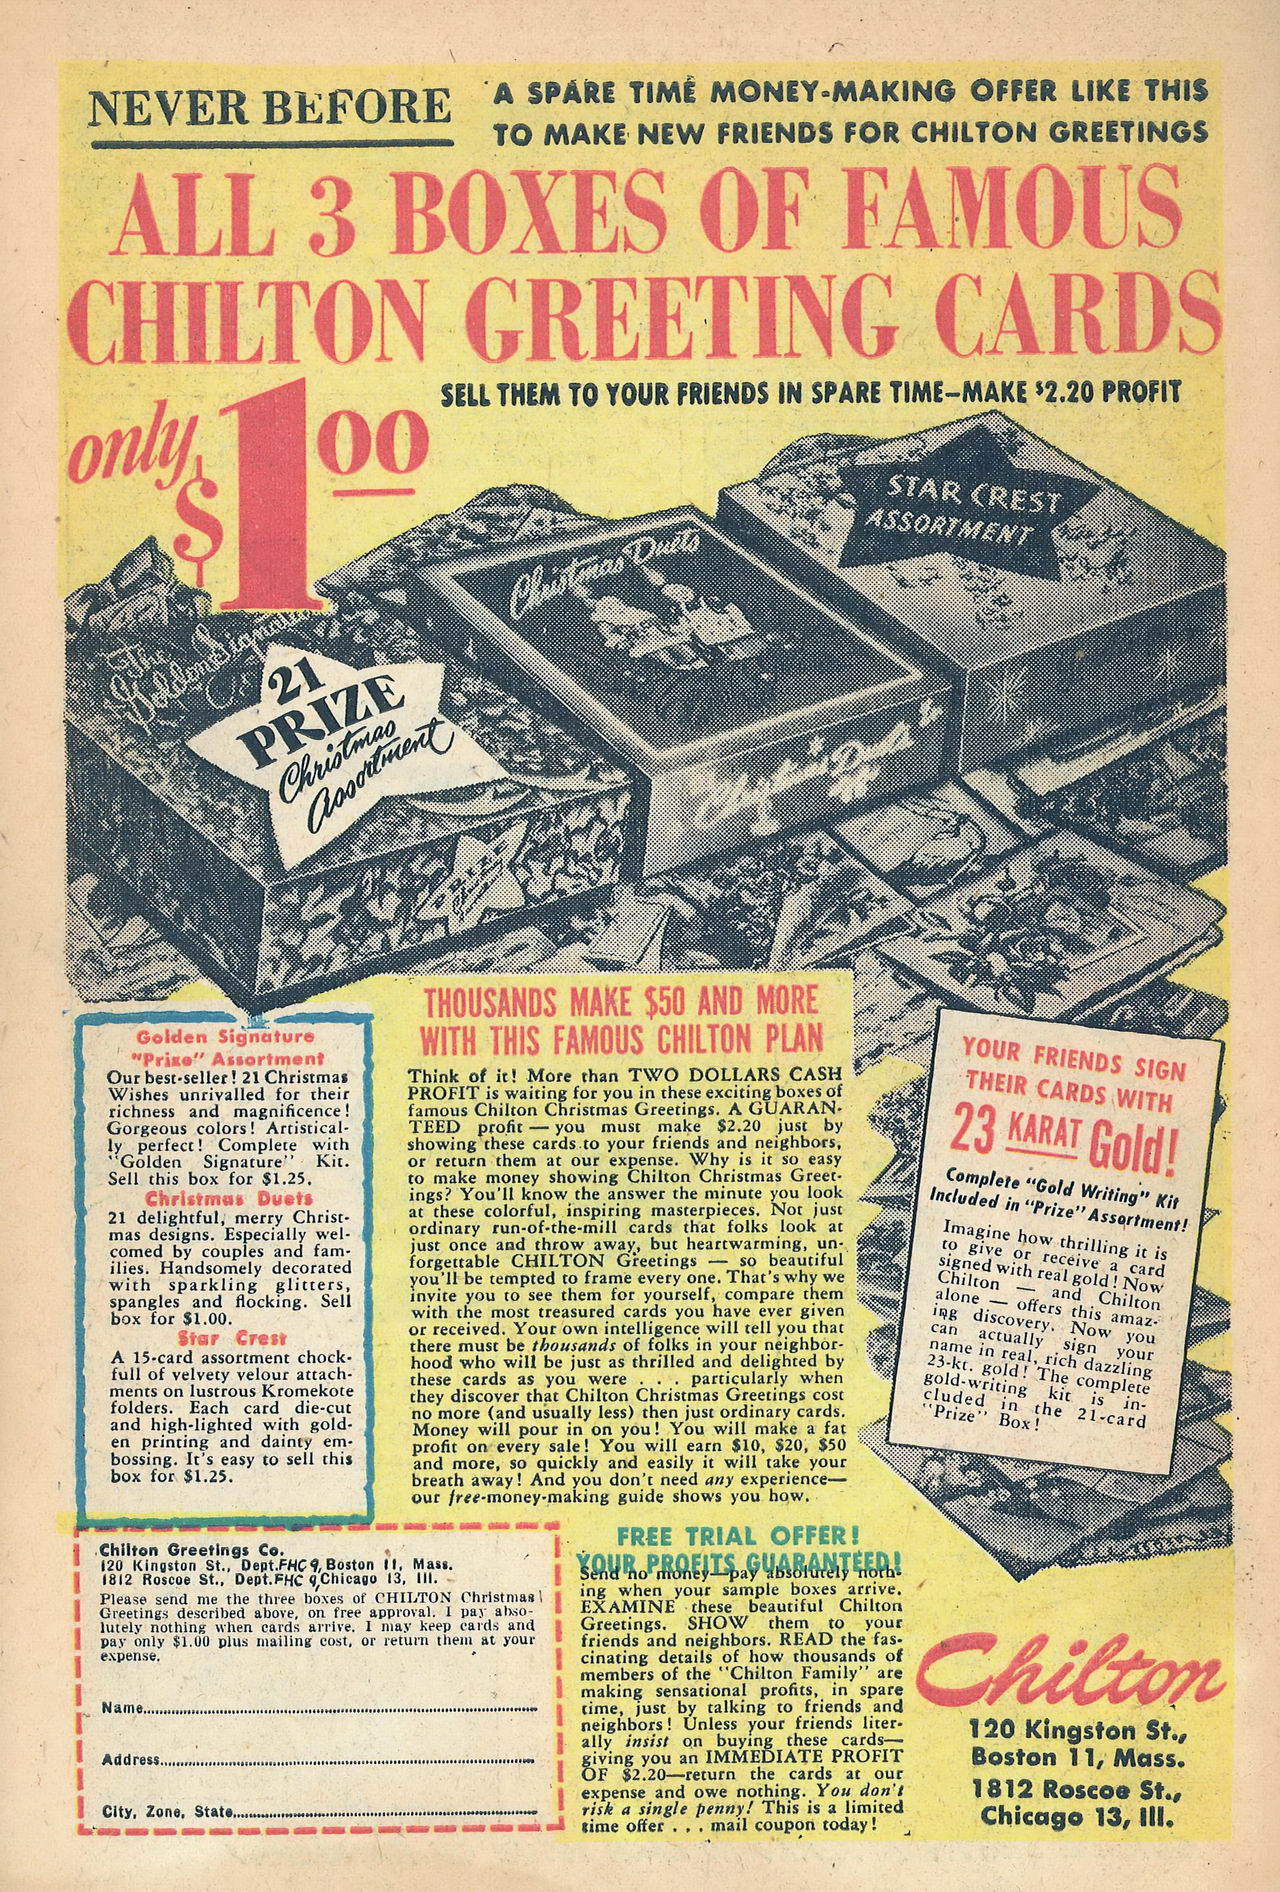 NEVER BEFORE
A SPARE TIME MONEY-MAKING OFFER LIKE THIS
TO MAKE NEW FRIENDS FOR CHILTON GREETINGS
ALL 3 BOXES OF FAMOUS
CHILTON GREETING CARDS
only $1 00
SELL THEM TO YOUR FRIENDS IN SPARE TIME—MAKE $2.20 PROFIT
STAR CREST
ASSORTMENT
Christmas Duets
The
Golden Signature
21
PRIZE
Christmas
Assortment
Christmas Duets
PRIZE
Golden Signature
"Prize" Assortment
Our best-seller! 21 Christmas
Wishes unrivalled for their
richness and magnificence!
Gorgeous colors! Artistical-
ly perfect! Complete with
"Golden Signature" Kit.
Sell this box for $1.25.
Christmas Duets
21 delightful, merry Christ-
mas designs. Especially wel-
comed by couples and fam-
ilies. Handsomely decorated
with sparkling glitters,
spangles and flocking. Sell
box for $1.00.
Star Crest
A 15-card assortment chock-
full of velvety velour attach-
ments on lustrous Kromekote
folders. Each card die-cut
and high-lighted with gold-
en printing and dainty em-
bossing. It's easy to sell this
box for $1.25.
THOUSANDS MAKE $50 AND MORE
WITH THIS FAMOUS CHILTON PLAN
Think of it! More than TWO DOLLARS CASH
PROFIT is waiting for you in these exciting boxes of
famous Chilton Christmas Greetings. A GUARAN-
TEED profit — you must make $2.20 just by
showing these cards to your friends and neighbors,
or return them at our expense. Why is it so easy
to make money showing Chilton Christmas Greet-
ings? You'll know the answer the minute you look
at these colorful, inspiring masterpieces. Not just
ordinary run-of-the-mill cards that folks look at
just once and throw away, but heartwarming, un-
forgettable CHILTON Greetings — so beautiful
you'll be tempted to frame every one. That's why we
invite you to see them for yourself, compare them
with the most treasured cards you have ever given
or received. Your own intelligence will tell you that
there must be thousands of folks in your neighbor-
hood who will be just as thrilled and delighted by
these cards as you were . . . particularly when
they discover that Chilton Christmas Greetings cost
no more (and usually less) then just ordinary cards.
Money will pour in on you! You will make a fat
profit on every sale! You will earn $10, $20, $50
and more, so quickly and easily it will take your
breath away! And you don't need any experience—
our free-money-making guide shows you how.
YOUR FRIENDS SIGN
THEIR CARDS WITH
23 KARAT Gold!
Complete "Gold Writing" Kit
Included in "Prize" Assortment!
Imagine how thrilling it is
to give or receive a card
signed with real gold! Now
Chilton — and Chilton
alone — offers this amaz-
ing discovery. Now you
can actually sign your
name in real, rich dazzling
23-kt. gold! The complete
gold-writing kit is in-
cluded in the 21-card
"Prize" Box!
Chilton Greetings Co.
120 Kingston St., Dept. FHC 9, Boston 11, Mass.
1812 Roscoe St., Dept. FHC 9, Chicago 13, Ill.
Please send me the three boxes of CHILTON Christmas
Greetings described above, on free approval. I pay abso-
lutely nothing when cards arrive. I may keep cards and
pay only $1.00 plus mailing cost, or return them at your
expense.
Name
Address
City, Zone, State
FREE TRIAL OFFER!
YOUR PROFITS GUARANTEED!
Send no money—pay absolutely noth-
ing when your sample boxes arrive.
EXAMINE these beautiful Chilton
Greetings. SHOW them to your
friends and neighbors. READ the fas-
cinating details of how thousands of
members of the "Chilton Family" are
making sensational profits, in spare
time, just by talking to friends and
neighbors! Unless your friends liter-
ally insist on buying these cards—
giving you an IMMEDIATE PROFIT
OF $2.20—return the cards at our
expense and owe nothing. You don't
risk a single penny! This is a limited
time offer . . . mail coupon today!
Chilton
120 Kingston St.,
Boston 11, Mass.
1812 Roscoe St.,
Chicago 13, Ill.